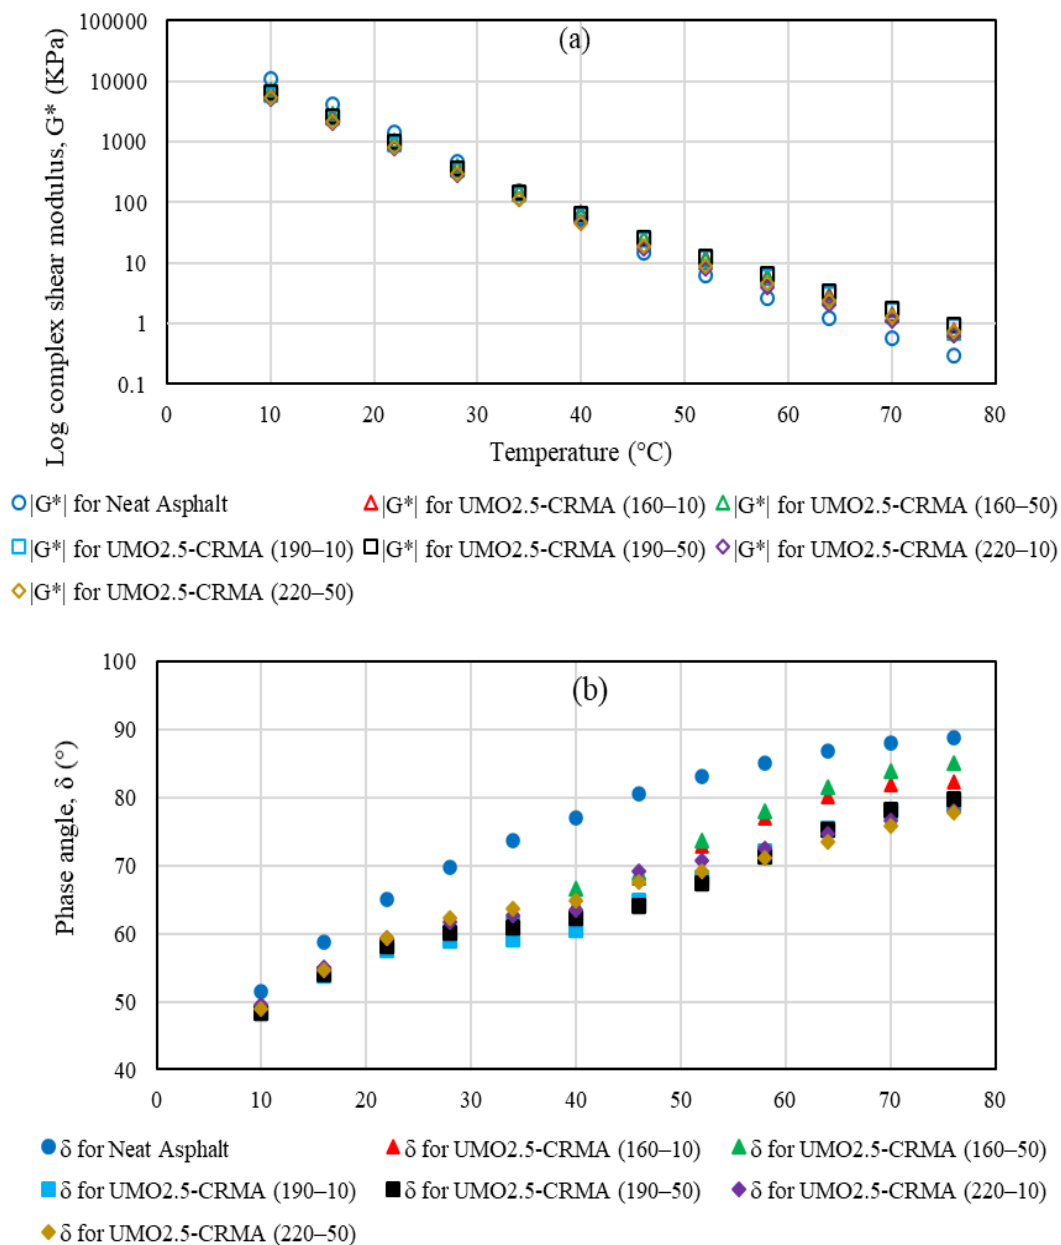 100000
10000
1000
100
10
1
0.1
Log complex shear modulus, G* (KPa)
(a)
0 10 20 30 40 50 60 70 80
Temperature (°C)
|G*| for Neat Asphalt |G*| for UMO2.5-CRMA (160–10) |G*| for UMO2.5-CRMA (160–50)
|G*| for UMO2.5-CRMA (190–10) |G*| for UMO2.5-CRMA (190–50) |G*| for UMO2.5-CRMA (220–10)
|G*| for UMO2.5-CRMA (220–50)
100
90
80
70
60
50
40
Phase angle, δ (°)
(b)
0 10 20 30 40 50 60 70 80
δ for Neat Asphalt δ for UMO2.5-CRMA (160–10) δ for UMO2.5-CRMA (160–50)
δ for UMO2.5-CRMA (190–10) δ for UMO2.5-CRMA (190–50) δ for UMO2.5-CRMA (220–10)
δ for UMO2.5-CRMA (220–50)